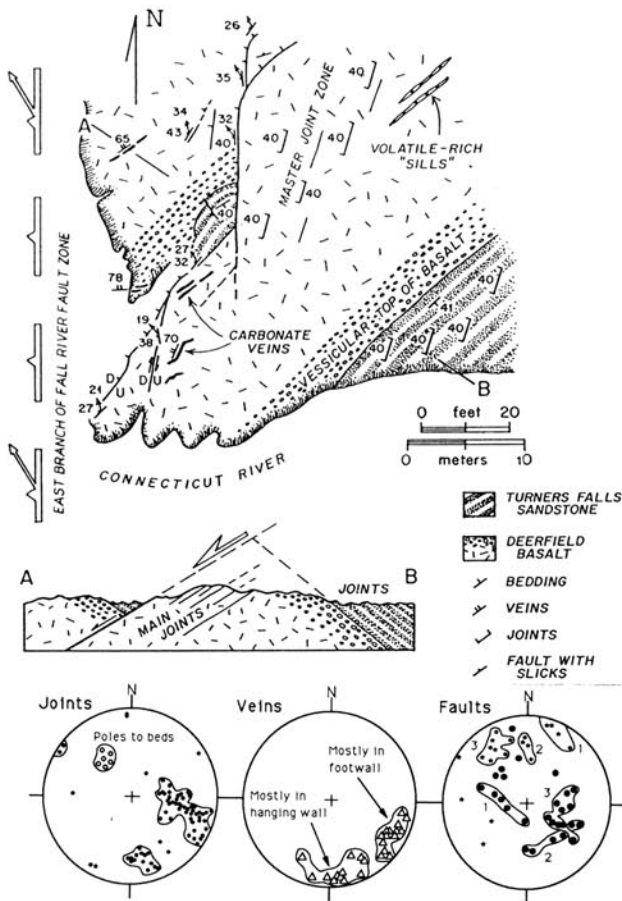 N
26
35
40
40
VOLATILE-RICH
"SILLS"
MASTER JOINT ZONE
34
43
32
40
A
65
40
40
40
40
40
27
32
78
VESSICULAR TOP OF BASALT
41
40
40
40
B
19
38
70
CARBONATE
VEINS
D
U
D
U
21
27
EAST BRANCH OF FALL RIVER FAULT ZONE
CONNECTICUT RIVER
0 feet 20
0 meters 10
TURNERS FALLS
SANDSTONE
DEERFIELD
BASALT
BEDDING
VEINS
JOINTS
FAULT WITH
SLICKS
A
B
MAIN
JOINTS
JOINTS
Joints
N
Poles to beds
Veins
N
Mostly in
footwall
Mostly in
hanging wall
Faults
N
3
2
1
1
3
2